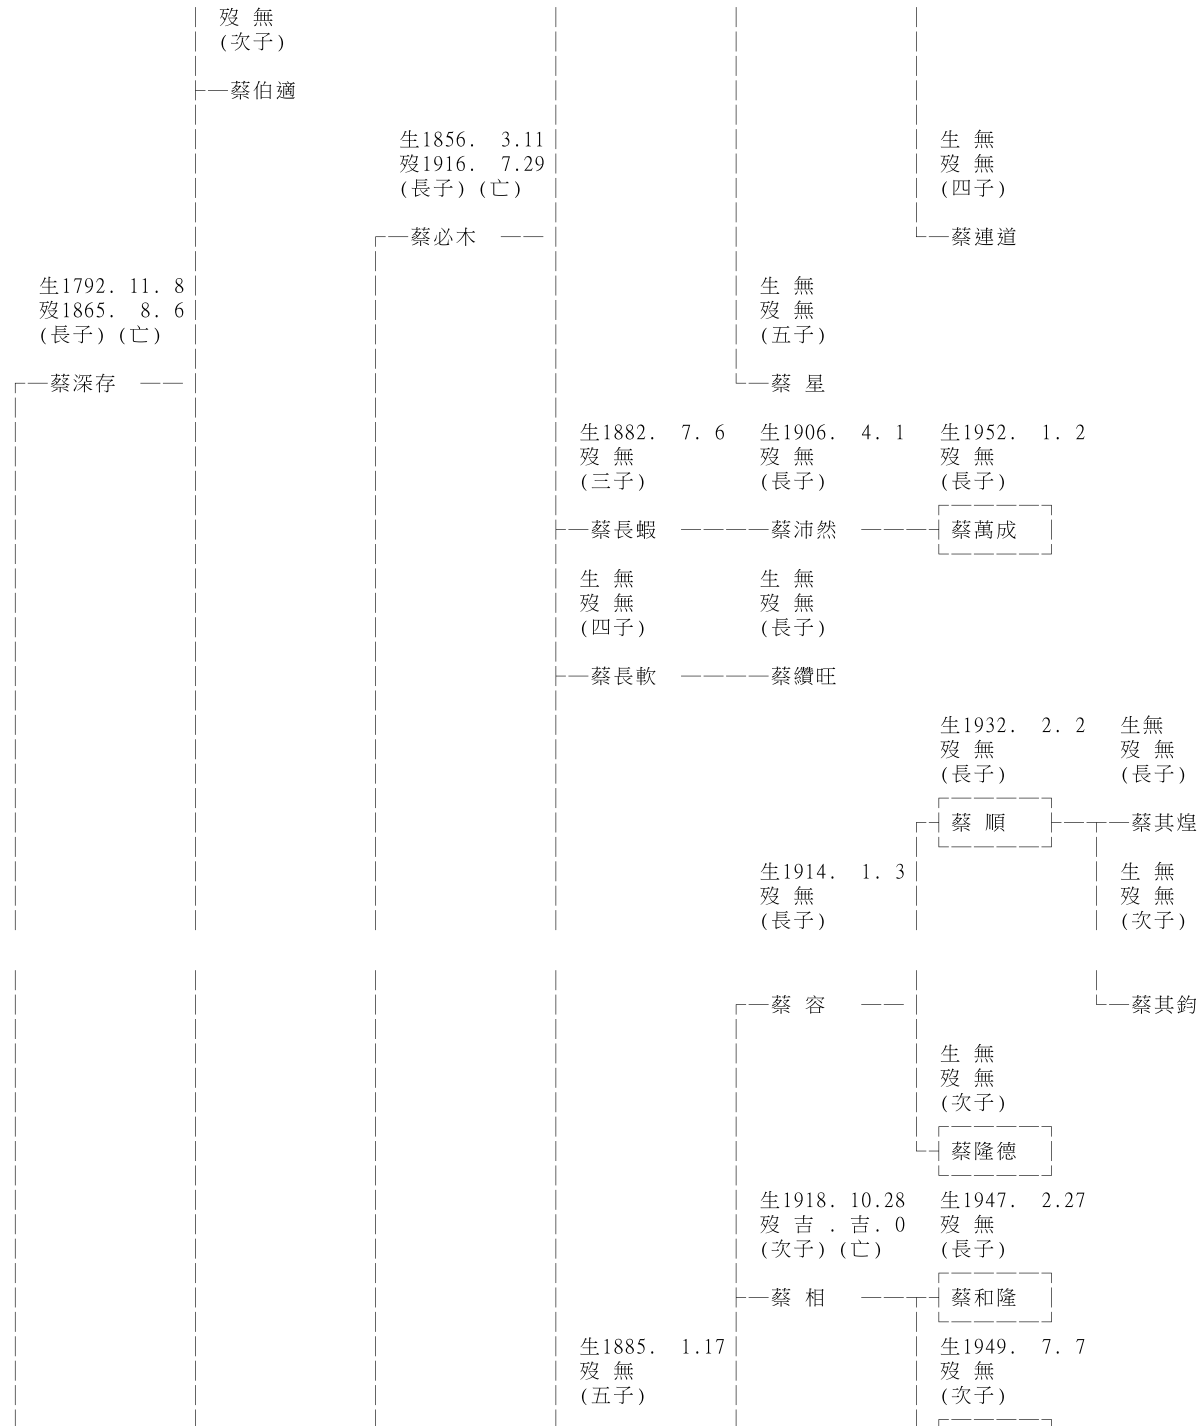 歿 無
(次子)
蔡伯適
生1856. 3.11 生 無
歿1916. 7.29 歿 無
(長子)(亡) (四子)
蔡必木 蔡連道
生1792. 11. 8 生 無
歿1865. 8. 6 歿 無
(長子)(亡) (五子)
蔡深存 蔡 星
生1882. 7. 6 生1906. 4. 1 生1952. 1. 2
歿 無 歿 無 歿 無
(三子) (長子) (長子)
蔡長蝦 蔡沛然 蔡萬成
生 無 生 無
歿 無 歿 無
(四子) (長子)
蔡長軟 蔡纘旺
生1932. 2. 2 生無
歿 無 歿 無
(長子) (長子)
蔡 順 蔡其煌
生1914. 1. 3 生 無
歿 無 歿 無
(長子) (次子)
蔡 容 蔡其鈞
生 無
歿 無
(次子)
蔡隆德
生1918. 10.28 生1947. 2.27
歿 吉 . 吉. 0 歿 無
(次子)(亡) (長子)
蔡 相 蔡和隆
生1885. 1.17 生1949. 7. 7
歿 無 歿 無
(五子) (次子)